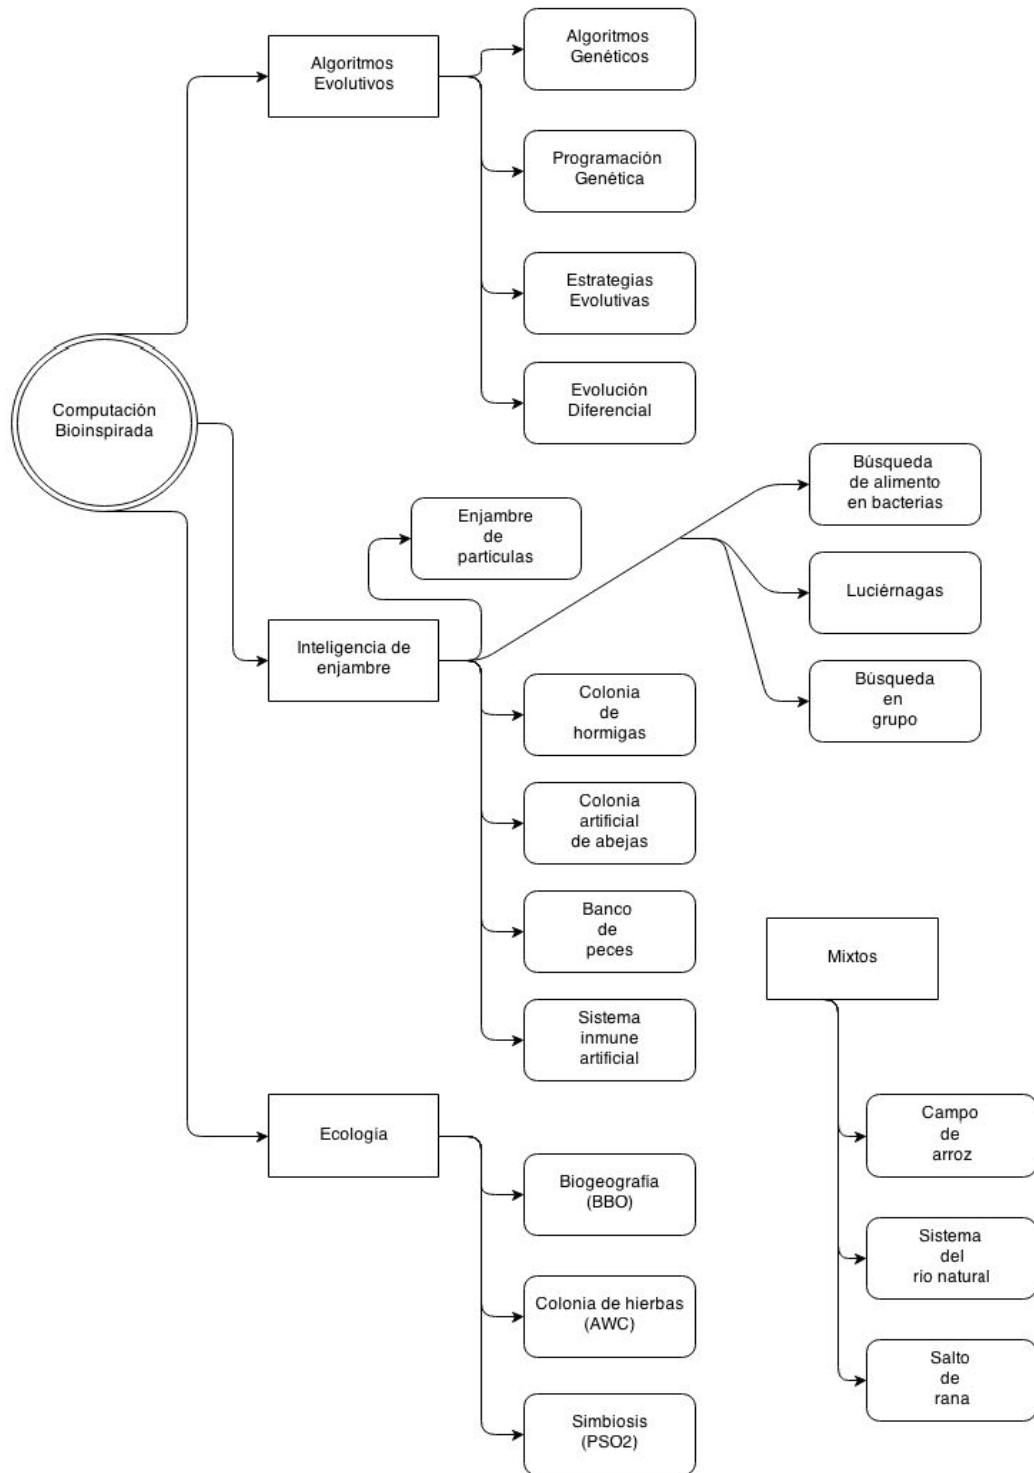 Algoritmos
Genéticos
Algoritmos
Evolutivos
Programación
Genética
Estrategias
Evolutivas
Evolución
Diferencial
Computación
Bioinspirada
Búsqueda
de alimento
en bacterias
Enjambre
de
particulas
Luciérnagas
Inteligencia de
enjambre
Búsqueda
en
grupo
Colonia
de
hormigas
Colonia
artificial
de abejas
Banco
de
peces
Mixtos
Sistema
inmune
artificial
Ecología
Campo
de
arroz
Biogeografía
(BBO)
Sistema
del
rio natural
Colonia de hierbas
(AWC)
Salto
de
rana
Simbiosis
(PSO2)